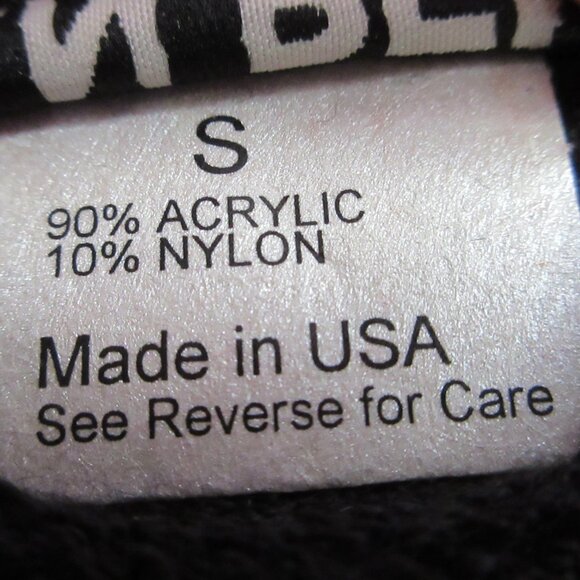 S
90% ACRYLIC
10% NYLON
Made in USA
See Reverse for Care